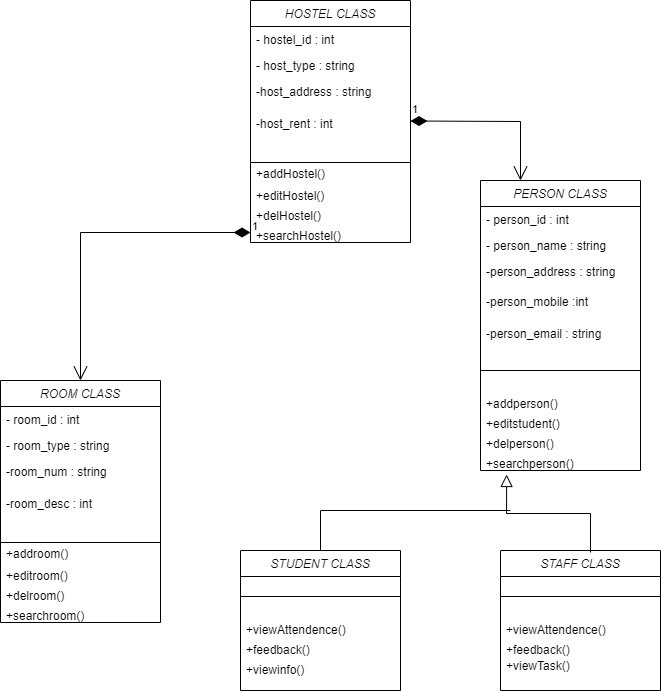 HOSTEL CLASS
- hostel_id : int
- host_type : string
-host_address : string
-host_rent : int
+addHostel()
+editHostel()
+delHostel()
+searchHostel()
1
1
PERSON CLASS
- person_id : int
- person_name : string
-person_address : string
-person_mobile :int
-person_email : string
+addperson()
+editstudent()
+delperson()
+searchperson()
ROOM CLASS
- room_id : int
- room_type : string
-room_num : string
-room_desc : int
+addroom()
+editroom()
+delroom()
+searchroom()
STUDENT CLASS
+viewAttendence()
+feedback()
+viewinfo()
STAFF CLASS
+viewAttendence()
+feedback()
+viewTask()